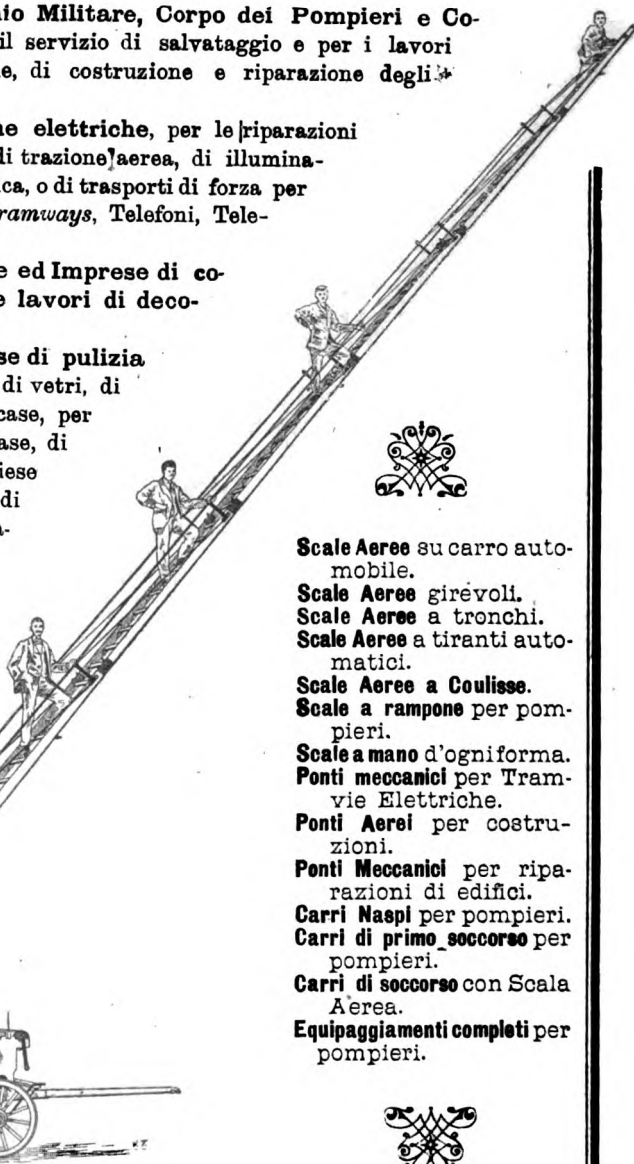 io Militare, Corpo dei Pompieri e Co-
il servizio di salvataggio e per i lavori
e, di costruzione e riparazione degli
ne elettriche, per le riparazioni
di trazione aerea, di illumina-
ica, o di trasporti di forza per
ramways, Telefoni, Tele-
e ed Imprese di co-
e lavori di deco-
se di pulizia
di vetri, di
case, per
ase, di
iese
di
Scale Aeree su carro auto-
mobile.
Scale Aeree girevoli.
Scale Aeree a tronchi.
Scale Aeree a tiranti auto-
matici.
Scale Aeree a Coulisse.
Scale a rampone per pom-
pieri.
Scale a mano d'ogni forma.
Ponti meccanici per Tram-
vie Elettriche.
Ponti Aerei per costru-
zioni.
Ponti Meccanici per ripa-
razioni di edifici.
Carri Naspi per pompieri.
Carri di primo soccorso per
pompieri.
Carri di soccorso con Scala
Aerea.
Equipaggiamenti completi per
pompieri.